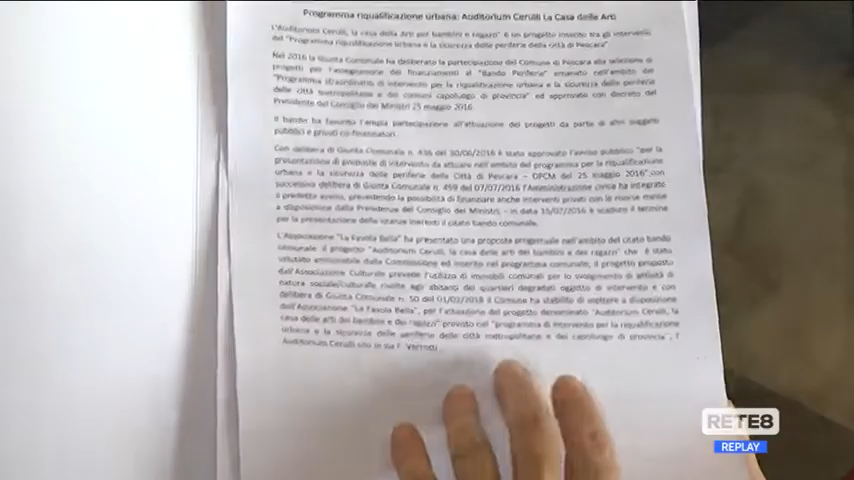 Programma riqualificazione urbana: Auditorium Cerulli La Casa delle Arti
L'Auditorium Cerulli, la casa della Arti per bambini e ragazzi" è un progetto inserito tra gli interventi
del "Programma riqualificazione urbana e la sicurezza delle periferie della città di Pescara"
Nel 2016 la Giunta Comunale ha deliberato la partecipazione del Comune di Pescara alla selezione di
progetti per l'assegnazione dei finanziamenti al "Bando Periferie" emanato nell'ambito del
"Programma straordinario di intervento per la riqualificazione urbana e la sicurezza delle periferie
delle città metropolitane e dei comuni capoluogo di provincia" ed approvato con decreto del
Presidente del Consiglio dei Ministri 25 maggio 2016.
Il bando ha favorito l'ampia partecipazione all'attuazione dei progetti da parte di altri soggetti
pubblici e privati co-finanziatori.
Con delibera di Giunta Comunale n. 436 del 30/06/2016 è stato approvato l'avviso pubblico "per la
presentazione di proposte di intervento da attuare nell'ambito del programma per la riqualificazione
urbana e la sicurezza delle periferie della Città di Pescara – DPCM del 25 maggio 2016" con
successiva delibera di Giunta Comunale n. 459 del 07/07/2016 l'Amministrazione civica ha integrato
il predetto avviso, prevedendo la possibilità di finanziare anche interventi privati con le risorse messe
a disposizione dalla Presidenza del Consiglio dei Ministri, - in data 15/07/2016 è scaduto il termine
per la presentazione delle istanze inerenti il citato bando comunale.
L'Associazione "La Favola Bella" ha presentato una proposta progettuale nell'ambito del citato bando
comunale il progetto "Auditorium Cerulli, la casa delle arti dei bambini e dei ragazzi" che è stato
valutato ammissibile dalla Commissione ed inserito nel programma comunale, il progetto proposto
dall'Associazione Culturale prevede l'utilizzo di immobili comunali per lo svolgimento di attività di
natura sociale/culturale rivolte agli abitanti dei quartieri degradati oggetto di intervento e con
delibera di Giunta Comunale n. 50 del 01/02/2018 il Comune ha stabilito di mettere a disposizione
dell'Associazione "La Favola Bella", per l'attuazione del progetto denominato "Auditorium Cerulli, la
casa delle arti dei bambini e dei ragazzi" previsto nel "programma di intervento per la riqualificazione
urbana e la sicurezza delle periferie delle città metropolitane e dei capoluogo di provincia", l'
Auditorium Cerulli sito in via F. Verrotti
RETE8
REPLAY